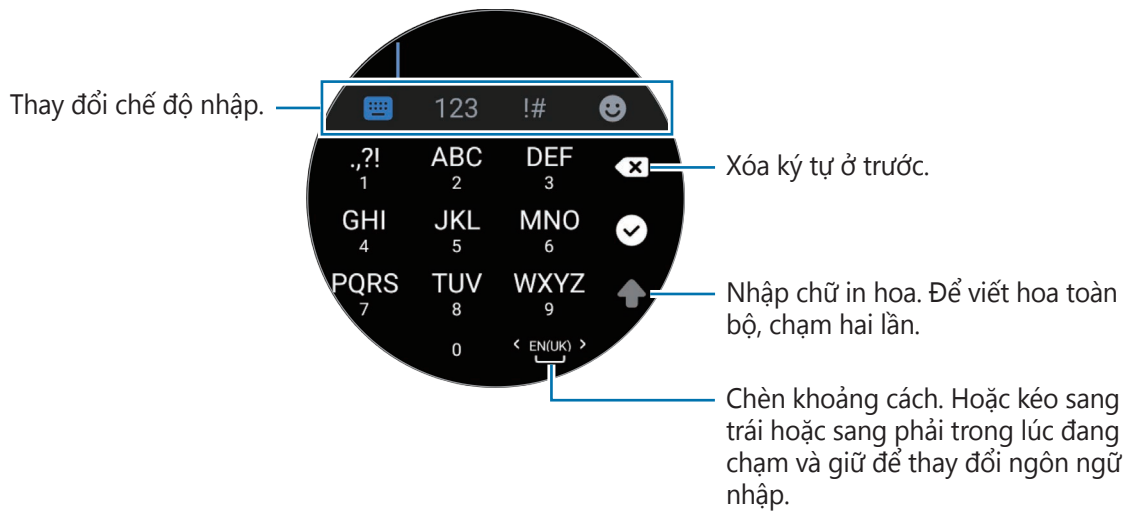 Thay đổi chế độ nhập.
123 !#
.,?! ABC DEF
1 2 3
Xóa ký tự ở trước.
GHI JKL MNO
4 5 6
PQRS TUV WXYZ
7 8 9
Nhập chữ in hoa. Để viết hoa toàn
bộ, chạm hai lần.
0 < EN(UK) >
Chèn khoảng cách. Hoặc kéo sang
trái hoặc sang phải trong lúc đang
chạm và giữ để thay đổi ngôn ngữ
nhập.